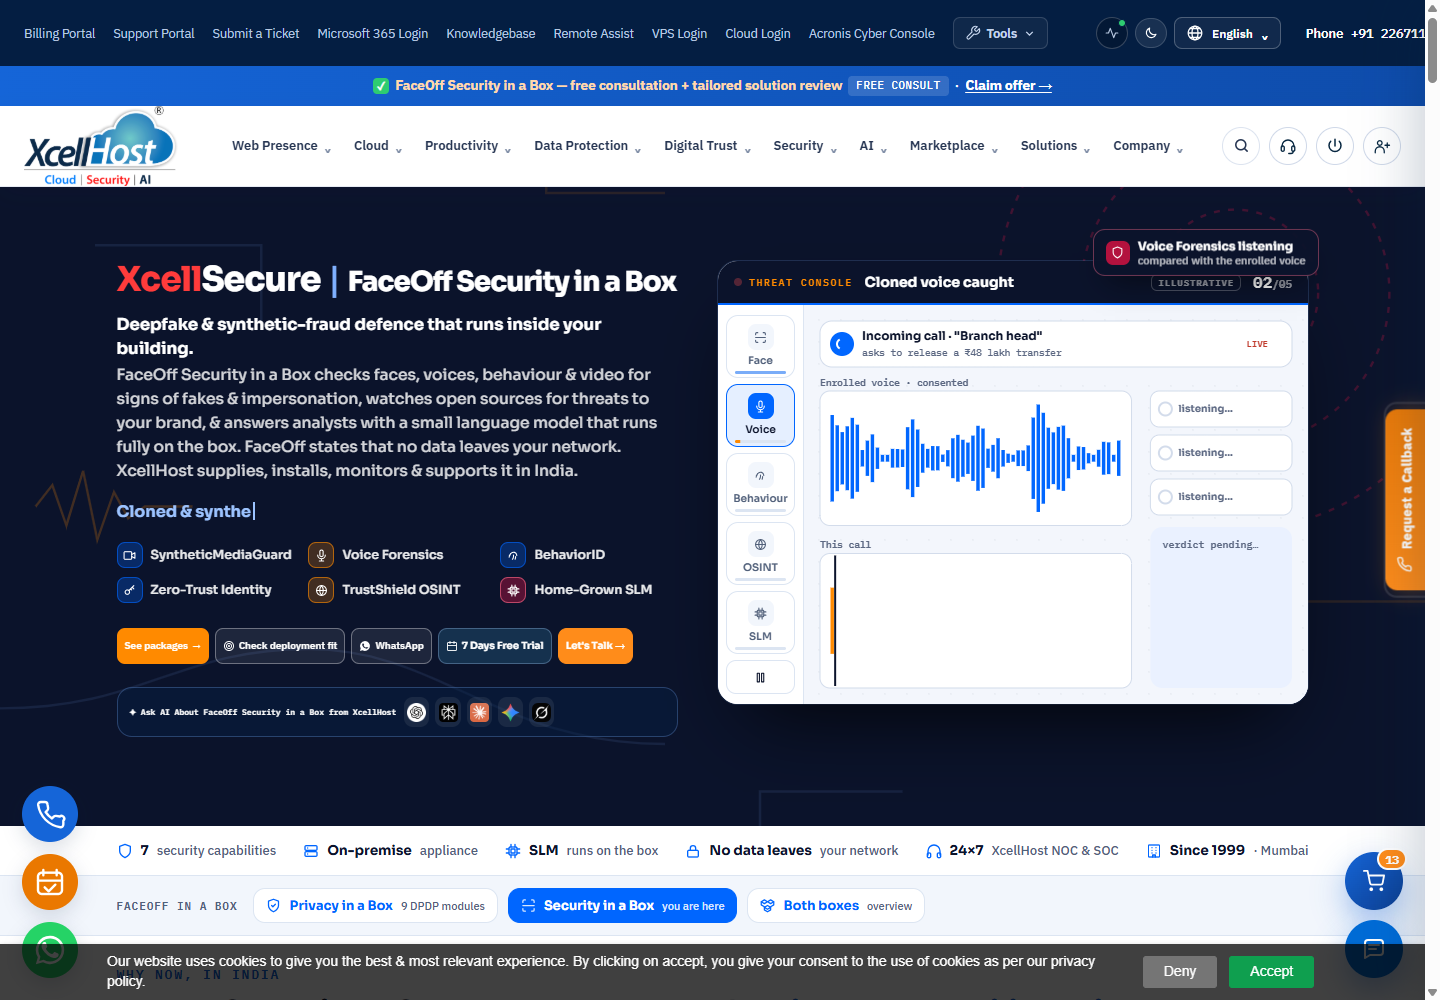 Billing Portal Support Portal Submit a Ticket Microsoft 365 Login Knowledgebase Remote Assist VPS Login Cloud Login Acronis Cyber Console Tools English Phone +91 226711
FaceOff Security in a Box — free consultation + tailored solution review FREE CONSULT · Claim offer →
XcellHost ®
Cloud | Security | AI
Web Presence Cloud Productivity Data Protection Digital Trust Security AI Marketplace Solutions Company
XcellSecure | FaceOff Security in a Box
Deepfake & synthetic-fraud defence that runs inside your
building.
FaceOff Security in a Box checks faces, voices, behaviour & video for
signs of fakes & impersonation, watches open sources for threats to
your brand, & answers analysts with a small language model that runs
fully on the box. FaceOff states that no data leaves your network.
XcellHost supplies, installs, monitors & supports it in India.
Cloned & synthe
SyntheticMediaGuard Voice Forensics BehaviorID
Zero-Trust Identity TrustShield OSINT Home-Grown SLM
See packages → Check deployment fit WhatsApp 7 Days Free Trial Let's Talk →
Ask AI About FaceOff Security in a Box from XcellHost
Voice Forensics listening
compared with the enrolled voice
THREAT CONSOLE Cloned voice caught ILLUSTRATIVE 02/05
Face
Voice
Behaviour
OSINT
SLM
Incoming call · "Branch head"
asks to release a ₹48 lakh transfer
LIVE
Enrolled voice · consented
listening…
listening…
listening…
This call
verdict pending…
Request a Callback
7 security capabilities On-premise appliance SLM runs on the box No data leaves your network 24×7 XcellHost NOC & SOC Since 1999 · Mumbai
FACEOFF IN A BOX Privacy in a Box 9 DPDP modules Security in a Box you are here Both boxes overview
13
WHY NOW, IN INDIA
Our website uses cookies to give you the best & most relevant experience. By clicking on accept, you give your consent to the use of cookies as per our privacy
policy.
Deny Accept